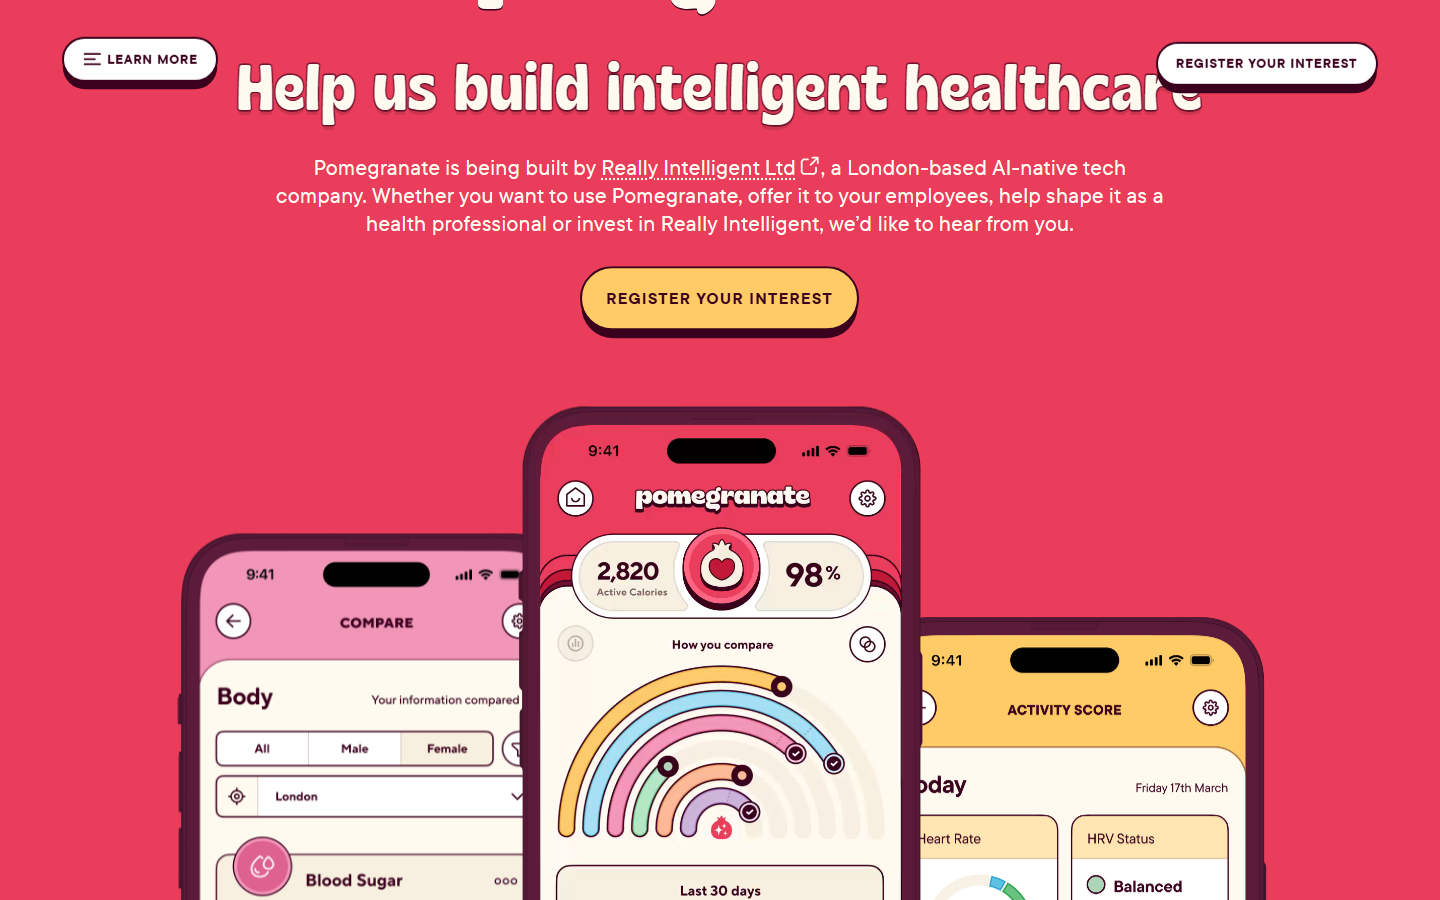 LEARN MORE
REGISTER YOUR INTEREST
Help us build intelligent healthcare
Pomegranate is being built by Really Intelligent Ltd, a London-based AI-native tech
company. Whether you want to use Pomegranate, offer it to your employees, help shape it as a
health professional or invest in Really Intelligent, we’d like to hear from you.
REGISTER YOUR INTEREST
9:41
COMPARE
Body
Your information compared
All
Male
Female
London
Blood Sugar
9:41
pomegranate
2,820
Active Calories
98%
How you compare
Last 30 days
9:41
ACTIVITY SCORE
Friday 17th March
Heart Rate
HRV Status
Balanced